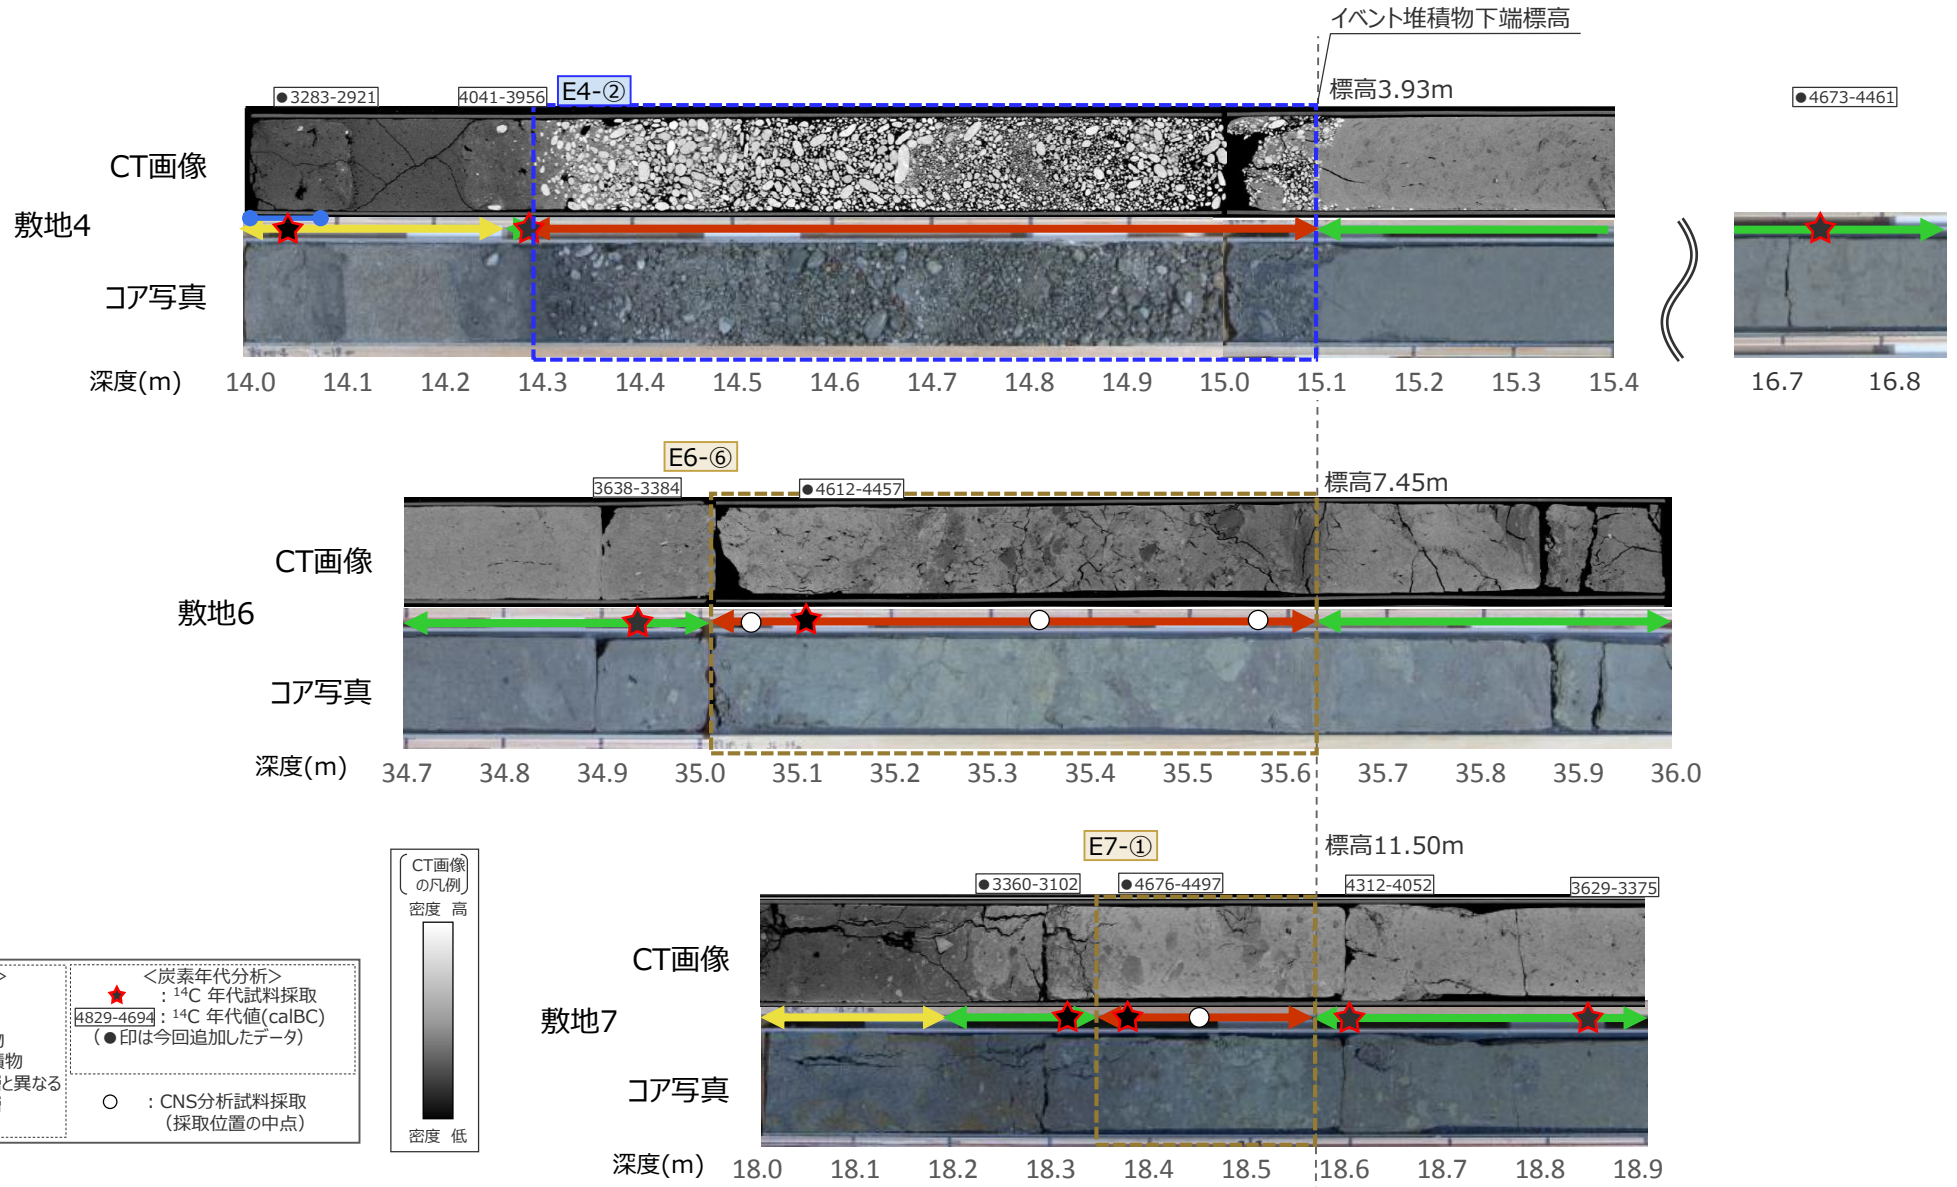 イベント堆積物下端標高
●3283-2921
4041-3956
E4-②
標高3.93m
●4673-4461
CT画像
敷地4
コア写真
深度(m)
14.0
14.1
14.2
14.3
14.4
14.5
14.6
14.7
14.8
14.9
15.0
15.1
15.2
15.3
15.4
16.7
16.8
E6-⑥
3638-3384
●4612-4457
標高7.45m
CT画像
敷地6
コア写真
深度(m)
34.7
34.8
34.9
35.0
35.1
35.2
35.3
35.4
35.5
35.6
35.7
35.8
35.9
36.0
E7-①
標高11.50m
●3360-3102
●4676-4497
4312-4052
3629-3375
CT画像
敷地7
コア写真
深度(m)
18.0
18.1
18.2
18.3
18.4
18.5
18.6
18.7
18.8
18.9
CT画像
の凡例
密度 高
密度 低
>
物
積物
と異なる
<炭素年代分析>
：¹⁴C 年代試料採取
4829-4694：¹⁴C 年代値(calBC)
(●印は今回追加したデータ)
：CNS分析試料採取
(採取位置の中点)